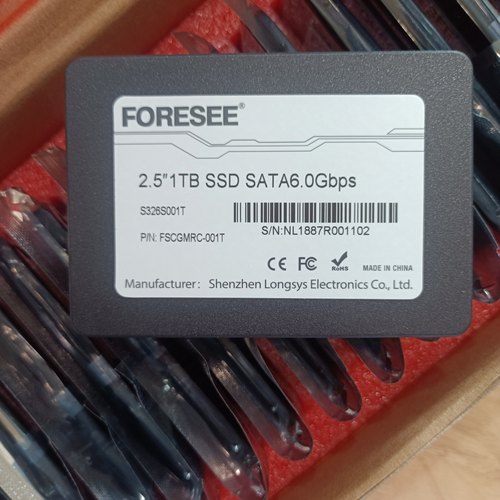 FORESEE®
2.5"1TB SSD SATA6.0Gbps
S326S001T
S/N:NL1887R001102
P/N: FSCGMRC-001T
CE FC RoHS MADE IN CHINA
Manufacturer: Shenzhen Longsys Electronics Co., Ltd.